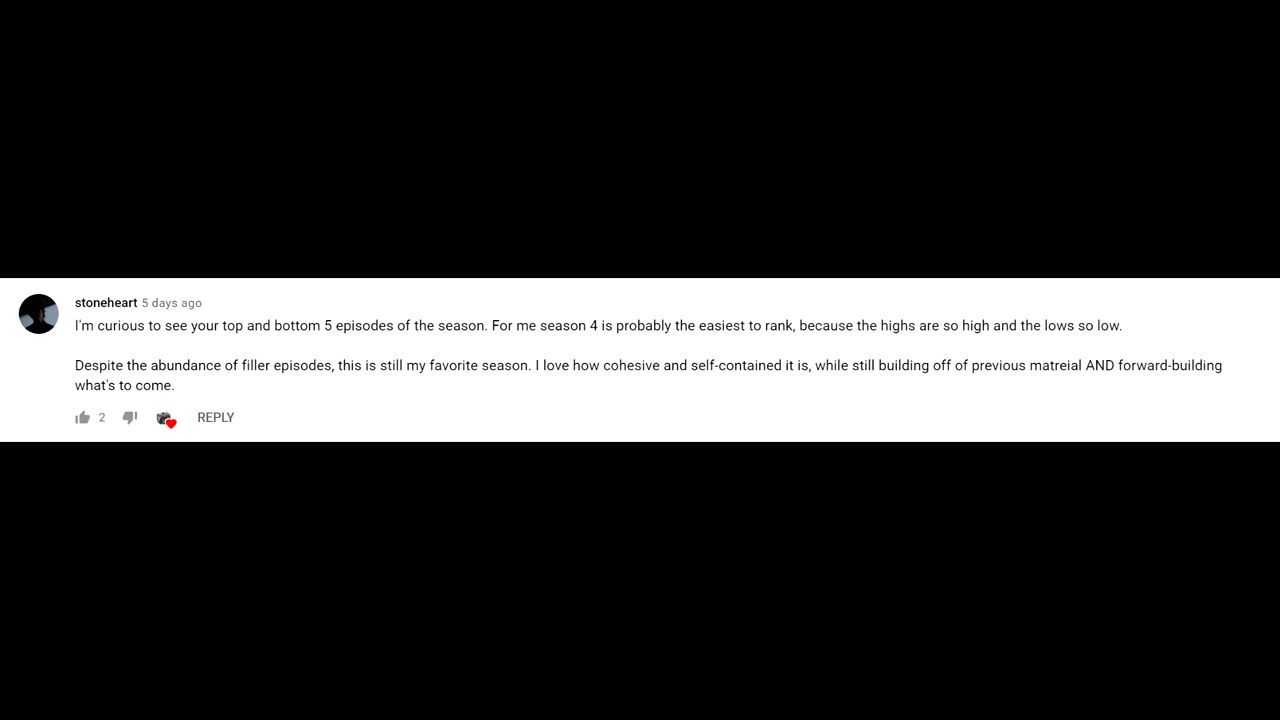 stoneheart 5 days ago
I'm curious to see your top and bottom 5 episodes of the season. For me season 4 is probably the easiest to rank, because the highs are so high and the lows so low.
Despite the abundance of filler episodes, this is still my favorite season. I love how cohesive and self-contained it is, while still building off of previous matreial AND forward-building
what's to come.
2 REPLY